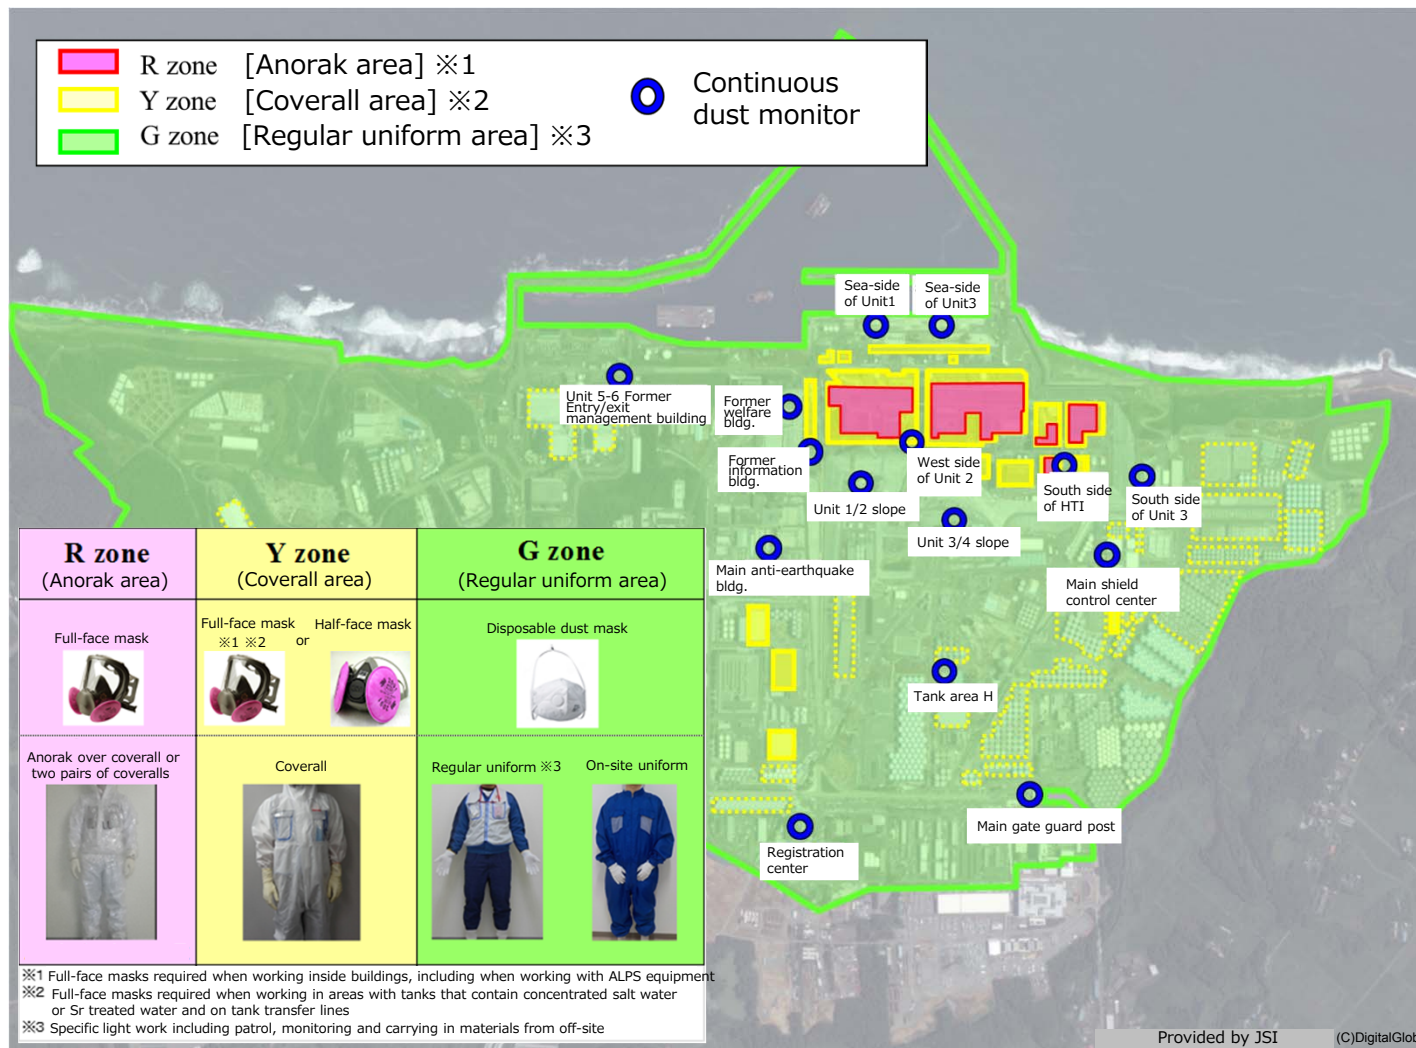 R zone [Anorak area] ※1
Y zone [Coverall area] ※2
G zone [Regular uniform area] ※3
Continuous
dust monitor
Sea-side
of Unit1
Sea-side
of Unit3
Unit 5-6 Former
Entry/exit
management building
Former
welfare
bldg.
Former
information
bldg.
West side
of Unit 2
Unit 1/2 slope
South side
of HTI
South side
of Unit 3
Unit 3/4 slope
Main anti-earthquake
bldg.
Main shield
control center
Tank area H
Main gate guard post
Registration
center
R zone
(Anorak area)
Y zone
(Coverall area)
G zone
(Regular uniform area)
Full-face mask
Full-face mask
※1 ※2
or
Half-face mask
Disposable dust mask
Anorak over coverall or
two pairs of coveralls
Coverall
Regular uniform ※3
On-site uniform
※1 Full-face masks required when working inside buildings, including when working with ALPS equipment
※2 Full-face masks required when working in areas with tanks that contain concentrated salt water
or Sr treated water and on tank transfer lines
※3 Specific light work including patrol, monitoring and carrying in materials from off-site
Provided by JSI
(C)DigitalGlob